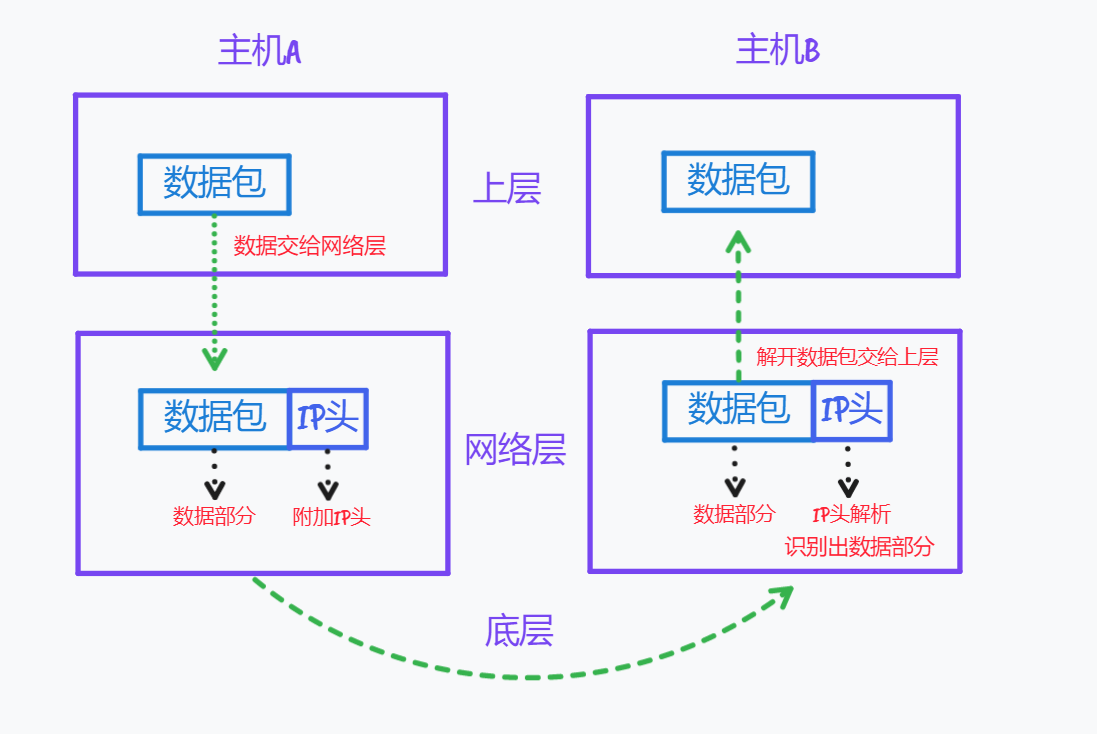 主机A
主机B
数据包
数据包
上层
数据交给网络层
解开数据包交给上层
数据包
IP头
数据包
IP头
网络层
数据部分
附加IP头
数据部分
IP头解析
识别出数据部分
底层